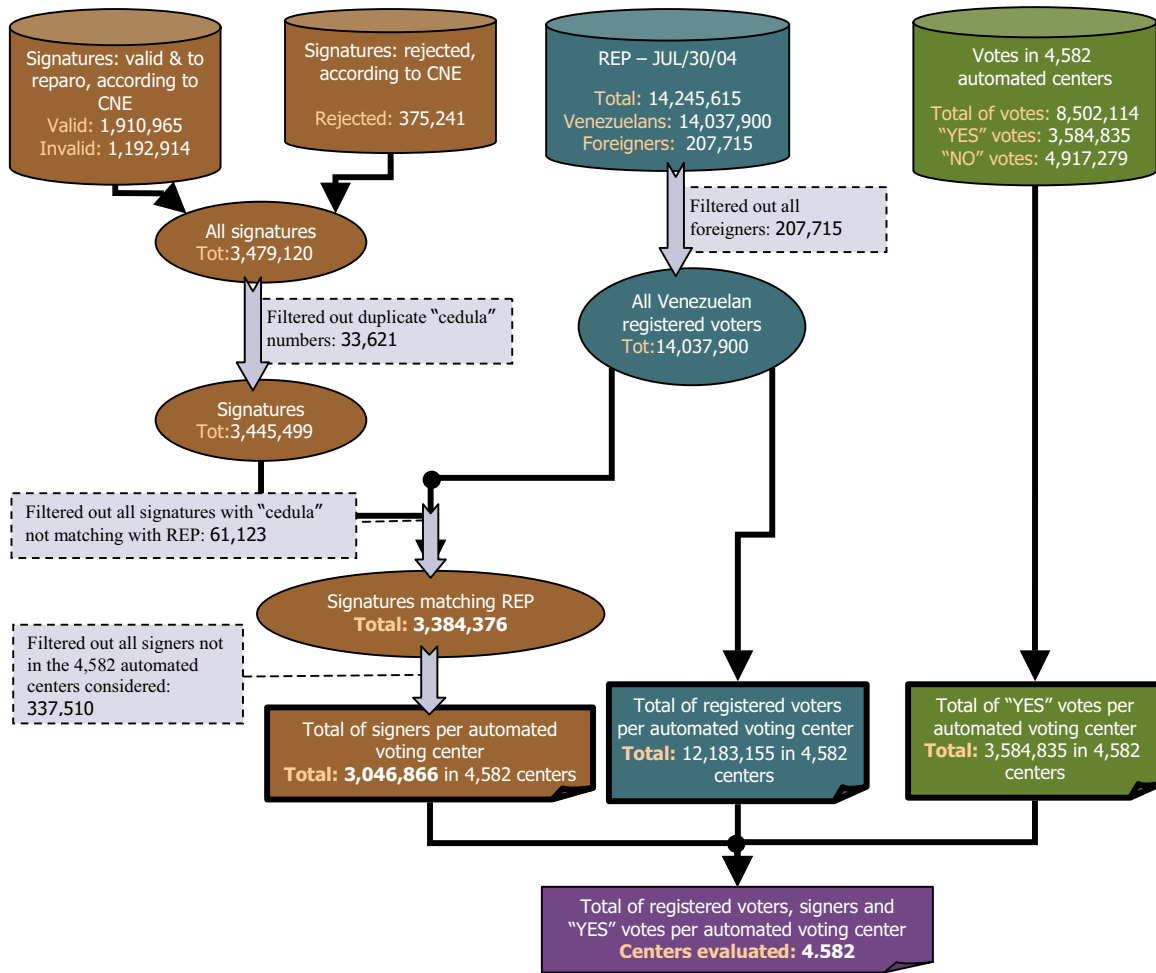 Signatures: valid & to
reparo, according to
CNE
Valid: 1,910,965
Invalid: 1,192,914
Signatures: rejected,
according to CNE
Rejected: 375,241
REP – JUL/30/04
Total: 14,245,615
Venezuelans: 14,037,900
Foreigners: 207,715
Votes in 4,582
automated centers
Total of votes: 8,502,114
“YES” votes: 3,584,835
“NO” votes: 4,917,279
All signatures
Tot:3,479,120
Filtered out all
foreigners: 207,715
Filtered out duplicate “cedula”
numbers: 33,621
All Venezuelan
registered voters
Tot:14,037,900
Signatures
Tot:3,445,499
Filtered out all signatures with “cedula”
not matching with REP: 61,123
Signatures matching REP
Total: 3,384,376
Filtered out all signers not
in the 4,582 automated
centers considered:
337,510
Total of signers per automated
voting center
Total: 3,046,866 in 4,582 centers
Total of registered voters
per automated voting center
Total: 12,183,155 in 4,582
centers
Total of “YES” votes per
automated voting center
Total: 3,584,835 in 4,582
centers
Total of registered voters, signers and
“YES” votes per automated voting center
Centers evaluated: 4,582